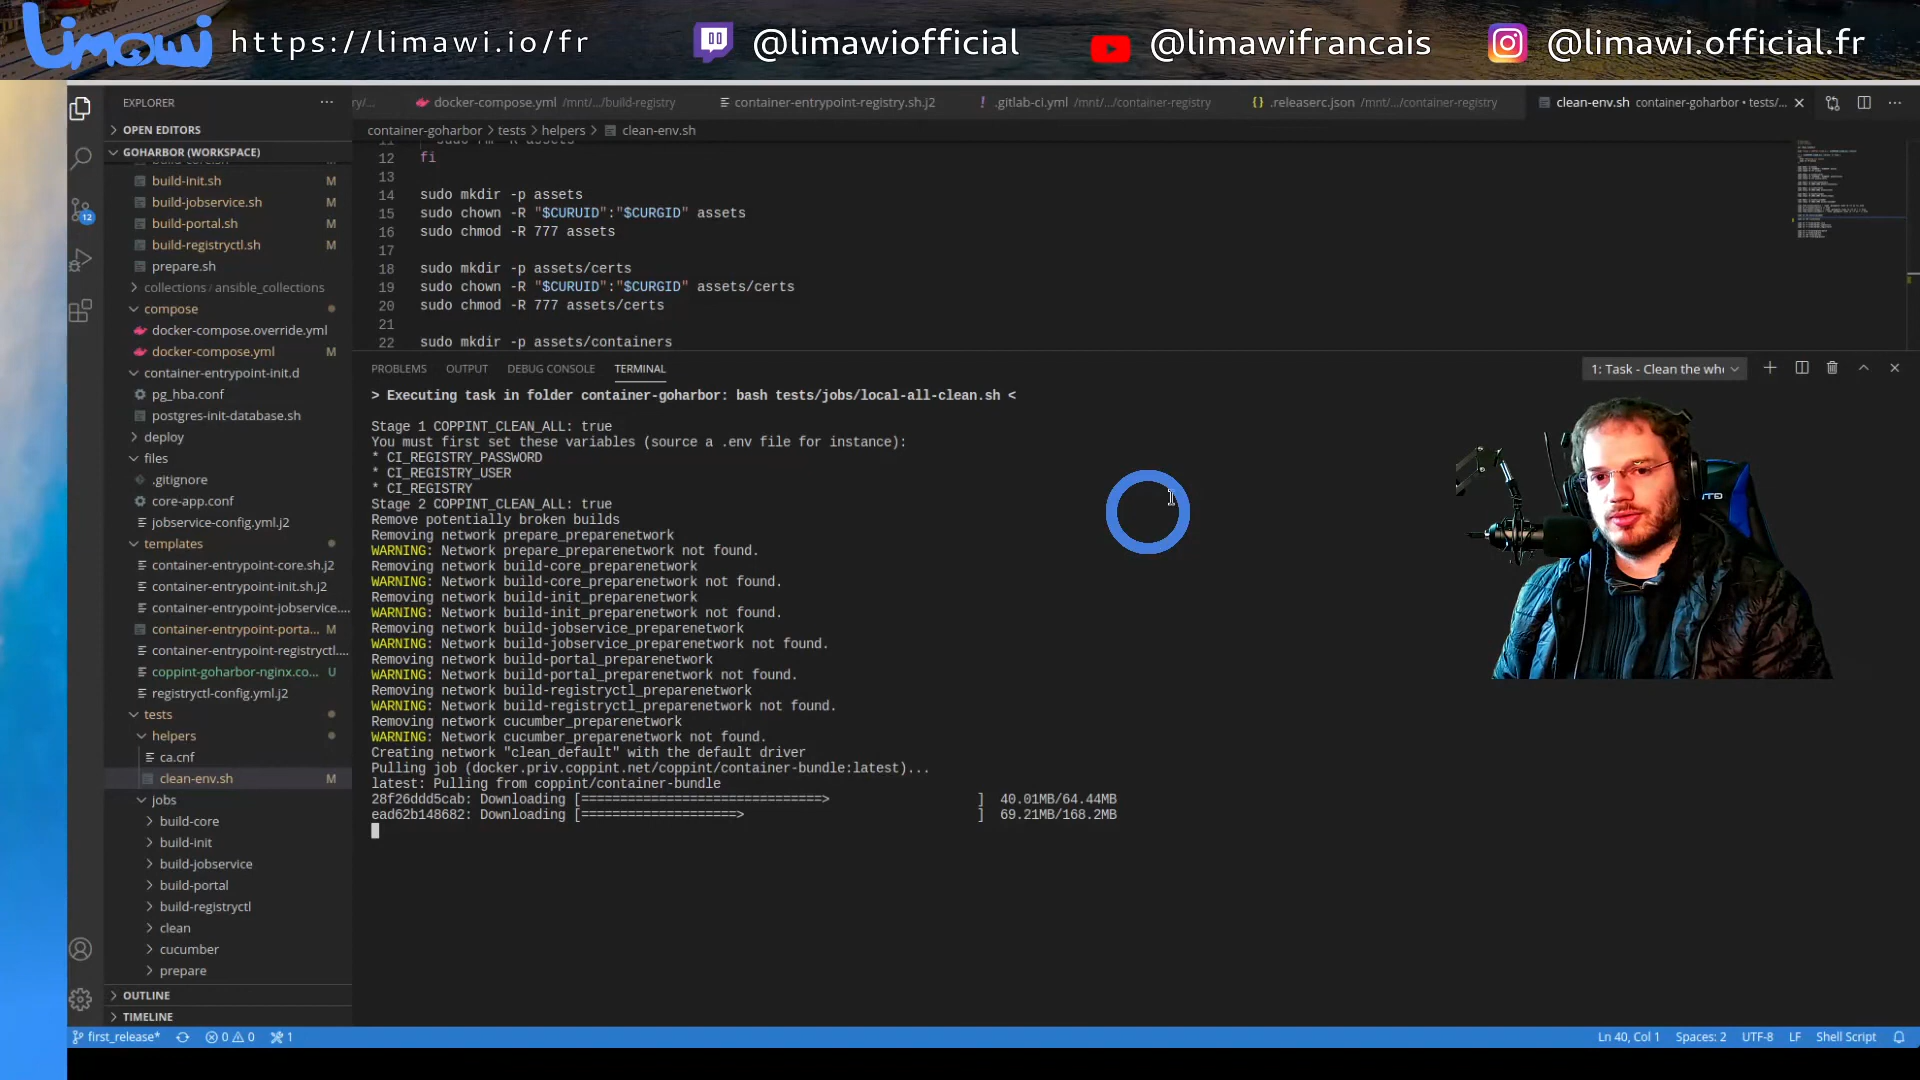 Limawi https://limawi.io/fr @limawiofficial @limawifrancais @limawi.official.fr
EXPLORER ···
OPEN EDITORS
GOHARBOR (WORKSPACE)
build-init.sh M
build-jobservice.sh M
build-portal.sh M
build-registryctl.sh M
prepare.sh
collections / ansible_collections
compose
docker-compose.override.yml
docker-compose.yml M
container-entrypoint-init.d
pg_hba.conf
postgres-init-database.sh
deploy
files
.gitignore
core-app.conf
jobservice-config.yml.j2
templates
container-entrypoint-core.sh.j2
container-entrypoint-init.sh.j2
container-entrypoint-jobservice....
container-entrypoint-porta... M
container-entrypoint-registryctl....
coppint-goharbor-nginx.co... U
registryctl-config.yml.j2
tests
helpers
ca.cnf
clean-env.sh M
jobs
build-core
build-init
build-jobservice
build-portal
build-registryctl
clean
cucumber
prepare
OUTLINE
TIMELINE
12
ry/... docker-compose.yml /mnt/.../build-registry container-entrypoint-registry.sh.j2 ! .gitlab-ci.yml /mnt/.../container-registry {} .releaserc.json /mnt/.../container-registry clean-env.sh container-goharbor • tests/... ···
container-goharbor > tests > helpers > clean-env.sh
11 sudo rm -R assets
12 fi
13
14 sudo mkdir -p assets
15 sudo chown -R "$CURUID":"$CURGID" assets
16 sudo chmod -R 777 assets
17
18 sudo mkdir -p assets/certs
19 sudo chown -R "$CURUID":"$CURGID" assets/certs
20 sudo chmod -R 777 assets/certs
21
22 sudo mkdir -p assets/containers
PROBLEMS OUTPUT DEBUG CONSOLE TERMINAL 1: Task - Clean the wh
> Executing task in folder container-goharbor: bash tests/jobs/local-all-clean.sh <
Stage 1 COPPINT_CLEAN_ALL: true
You must first set these variables (source a .env file for instance):
* CI_REGISTRY_PASSWORD
* CI_REGISTRY_USER
* CI_REGISTRY
Stage 2 COPPINT_CLEAN_ALL: true
Remove potentially broken builds
Removing network prepare_preparenetwork
WARNING: Network prepare_preparenetwork not found.
Removing network build-core_preparenetwork
WARNING: Network build-core_preparenetwork not found.
Removing network build-init_preparenetwork
WARNING: Network build-init_preparenetwork not found.
Removing network build-jobservice_preparenetwork
WARNING: Network build-jobservice_preparenetwork not found.
Removing network build-portal_preparenetwork
WARNING: Network build-portal_preparenetwork not found.
Removing network build-registryctl_preparenetwork
WARNING: Network build-registryctl_preparenetwork not found.
Removing network cucumber_preparenetwork
WARNING: Network cucumber_preparenetwork not found.
Creating network "clean_default" with the default driver
Pulling job (docker.priv.coppint.net/coppint/container-bundle:latest)...
latest: Pulling from coppint/container-bundle
28f26ddd5cab: Downloading [===============================> ] 40.01MB/64.44MB
ead62b148682: Downloading [====================> ] 69.21MB/168.2MB
first_release* 0 0 1 Ln 40, Col 1 Spaces: 2 UTF-8 LF Shell Script